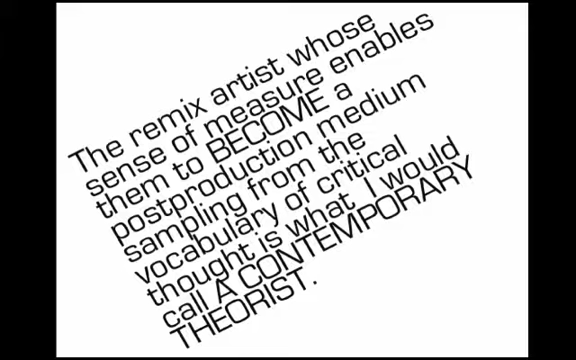 The remix artist whose
sense of measure enables
them to BECOME a
postproduction medium
sampling from the
vocabulary of critical
thought is what I would
call A CONTEMPORARY
THEORIST.